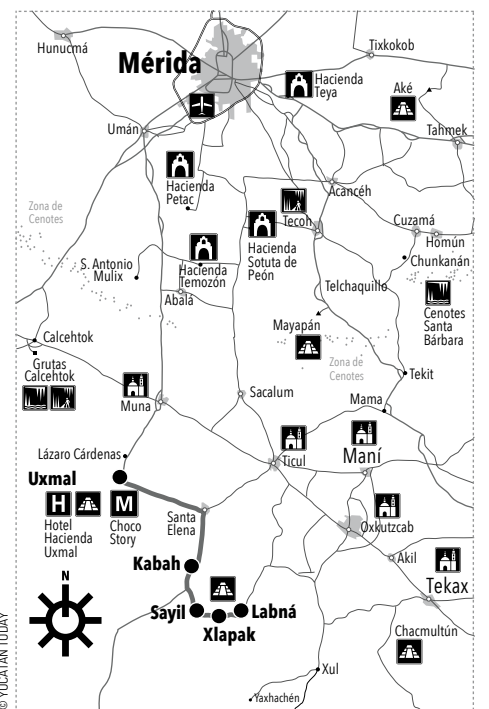 Hunucmá
Mérida
Tixkokob
Hacienda
Teya
Aké
Umán
Tahmek
Hacienda
Petac
Acancéh
Zona de
Cenotes
Tecoh
Cuzamá
Homún
Hacienda
Sotuta de
Peón
S. Antonio
Mulix
Hacienda
Temozón
Chunkanán
Telchaquillo
Abalá
Cenotes
Santa
Bárbara
Mayapán
Calcehtok
Grutas
Calcehtok
Zona de
Cenotes
Tekit
Muna
Sacalum
Mama
Lázaro Cárdenas
Ticul
Maní
Uxmal
H
M
Hotel
Hacienda
Uxmal
Choco
Story
Santa
Elena
Oxkutzcab
Kabah
Akil
Tekax
N
Sayil
Labná
Xlapak
Chacmultún
Xul
Yaxhachén
© YUCATÁN TODAY